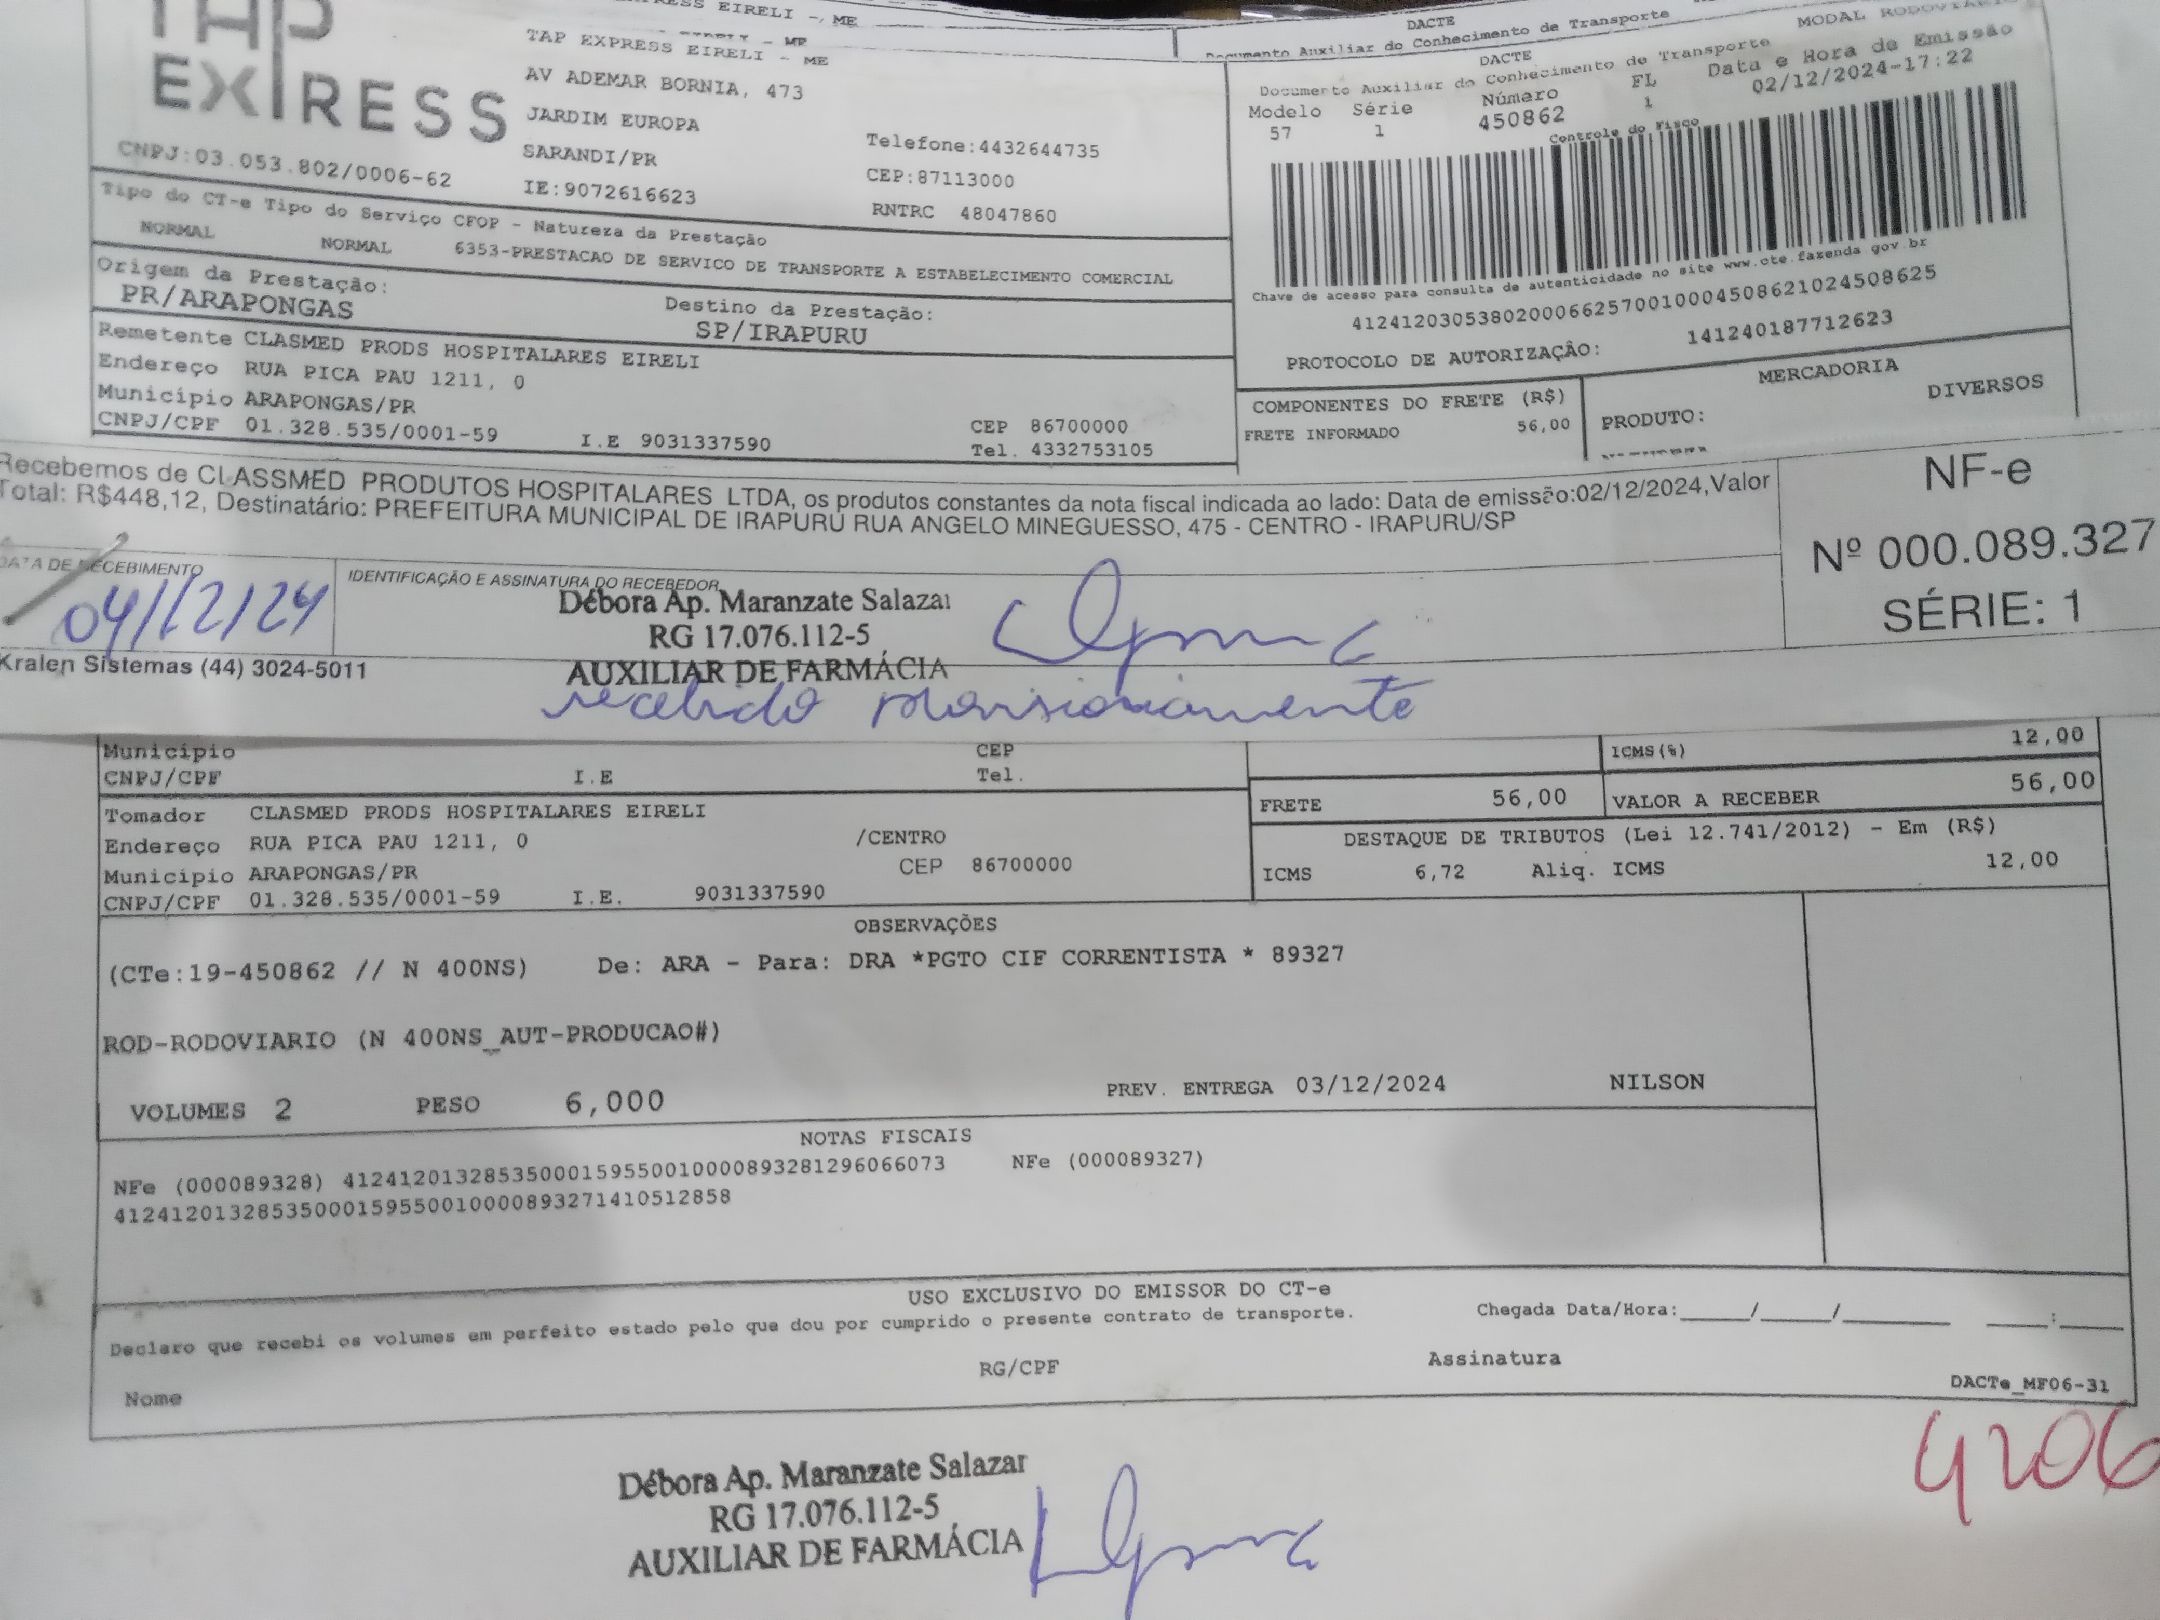 TAP
EXPRESS
EXPRESS EIRELI - ME
TAP EXPRESS EIRELI - ME
AV ADEMAR BORNIA, 473
JARDIM EUROPA
SARANDI/PR
IE:9072616623
Telefone:4432644735
CEP:87113000
RNTRC 48047860
CNPJ:03.053.802/0006-62
DACTE
Documento Auxiliar do Conhecimento de Transporte
DACTE
Documento Auxiliar do Conhecimento de Transporte
MODAL RODOVIÁRIO
Modelo Série Número FL Data e Hora de Emissão
57 1 450862 1 02/12/2024-17:22
Controle do Fisco
Chave de acesso para consulta de autenticidade no site www.cte.fazenda.gov.br
41241203053802000662570010004508621024508625
PROTOCOLO DE AUTORIZAÇÃO: 141240187712623
Tipo do CT-e Tipo do Serviço CFOP - Natureza da Prestação
NORMAL NORMAL 6353-PRESTACAO DE SERVICO DE TRANSPORTE A ESTABELECIMENTO COMERCIAL
Origem da Prestação: Destino da Prestação:
PR/ARAPONGAS SP/IRAPURU
Remetente CLASMED PRODS HOSPITALARES EIRELI
Endereço RUA PICA PAU 1211, 0
Município ARAPONGAS/PR CEP 86700000
CNPJ/CPF 01.328.535/0001-59 I.E 9031337590 Tel. 4332753105
COMPONENTES DO FRETE (R$)
FRETE INFORMADO 56,00
MERCADORIA
PRODUTO: DIVERSOS
Recebemos de CLASSMED PRODUTOS HOSPITALARES LTDA, os produtos constantes da nota fiscal indicada ao lado: Data de emissão:02/12/2024,Valor
Total: R$448,12, Destinatário: PREFEITURA MUNICIPAL DE IRAPURU RUA ANGELO MINEGUESSO, 475 - CENTRO - IRAPURU/SP
NF-e
Nº 000.089.327
SÉRIE: 1
DATA DE RECEBIMENTO
04/12/24
IDENTIFICAÇÃO E ASSINATURA DO RECEBEDOR
Débora Ap. Maranzate Salazar
RG 17.076.112-5
AUXILIAR DE FARMÁCIA
Kralen Sistemas (44) 3024-5011
recebido provisoriamente
Município CEP
CNPJ/CPF I.E Tel.
ICMS(%) 12,00
FRETE 56,00 VALOR A RECEBER 56,00
Tomador CLASMED PRODS HOSPITALARES EIRELI
Endereço RUA PICA PAU 1211, 0 /CENTRO
Município ARAPONGAS/PR CEP 86700000
CNPJ/CPF 01.328.535/0001-59 I.E. 9031337590
DESTAQUE DE TRIBUTOS (Lei 12.741/2012) - Em (R$)
ICMS 6,72 Aliq. ICMS 12,00
OBSERVAÇÕES
(CTe:19-450862 // N 400NS) De: ARA - Para: DRA *PGTO CIF CORRENTISTA * 89327
ROD-RODOVIARIO (N 400NS_AUT-PRODUCAO#)
VOLUMES 2 PESO 6,000 PREV. ENTREGA 03/12/2024 NILSON
NOTAS FISCAIS
NFe (000089328) 41241201328535000159550010000893281296066073 NFe (000089327)
41241201328535000159550010000893271410512858
USO EXCLUSIVO DO EMISSOR DO CT-e
Declaro que recebi os volumes em perfeito estado pelo que dou por cumprido o presente contrato de transporte. Chegada Data/Hora:____/____/______ ____:____
Nome RG/CPF Assinatura
DACTe_MF06-31
4206
Débora Ap. Maranzate Salazar
RG 17.076.112-5
AUXILIAR DE FARMÁCIA